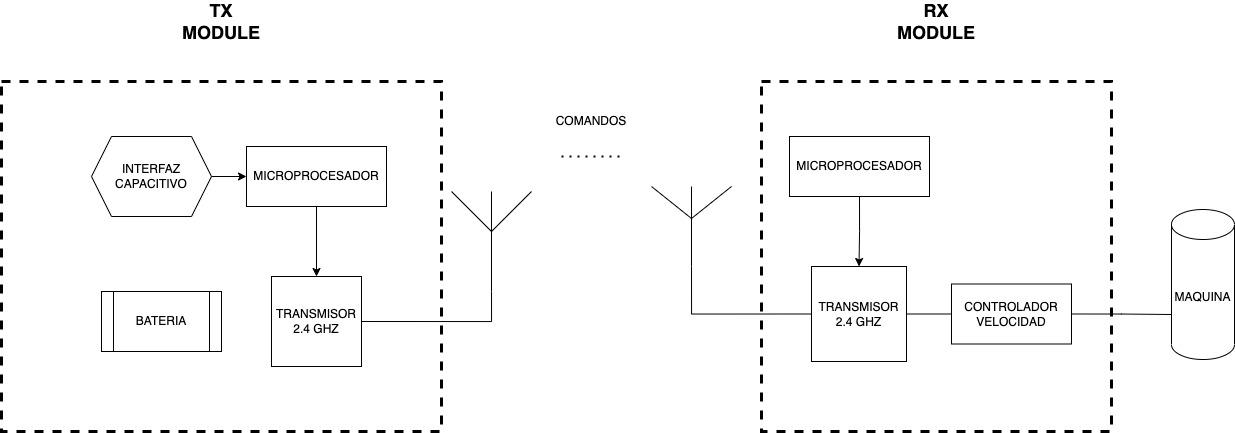 TX
MODULE
RX
MODULE
COMANDOS
........
INTERFAZ
CAPACITIVO
MICROPROCESADOR
BATERIA
TRANSMISOR
2.4 GHZ
MICROPROCESADOR
TRANSMISOR
2.4 GHZ
CONTROLADOR
VELOCIDAD
MAQUINA